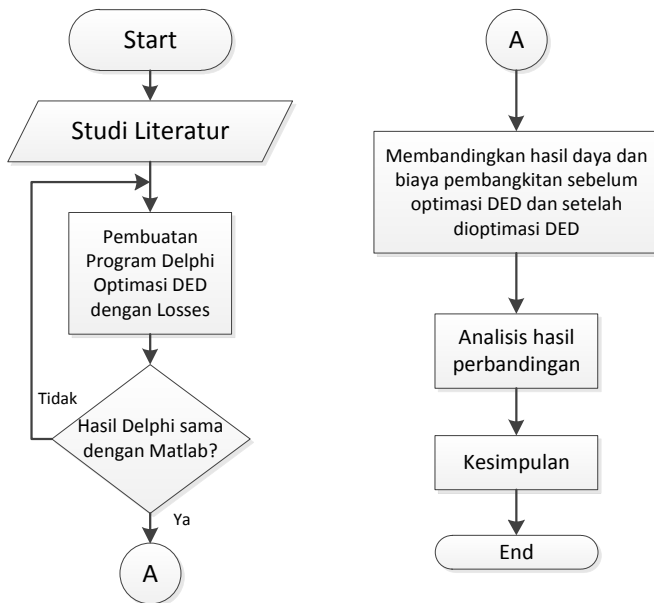 Start
Studi Literatur
Pembuatan
Program Delphi
Optimasi DED
dengan Losses
Tidak
Hasil Delphi sama
dengan Matlab?
Ya
A
A
Membandingkan hasil daya dan
biaya pembangkitan sebelum
optimasi DED dan setelah
dioptimasi DED
Analisis hasil
perbandingan
Kesimpulan
End